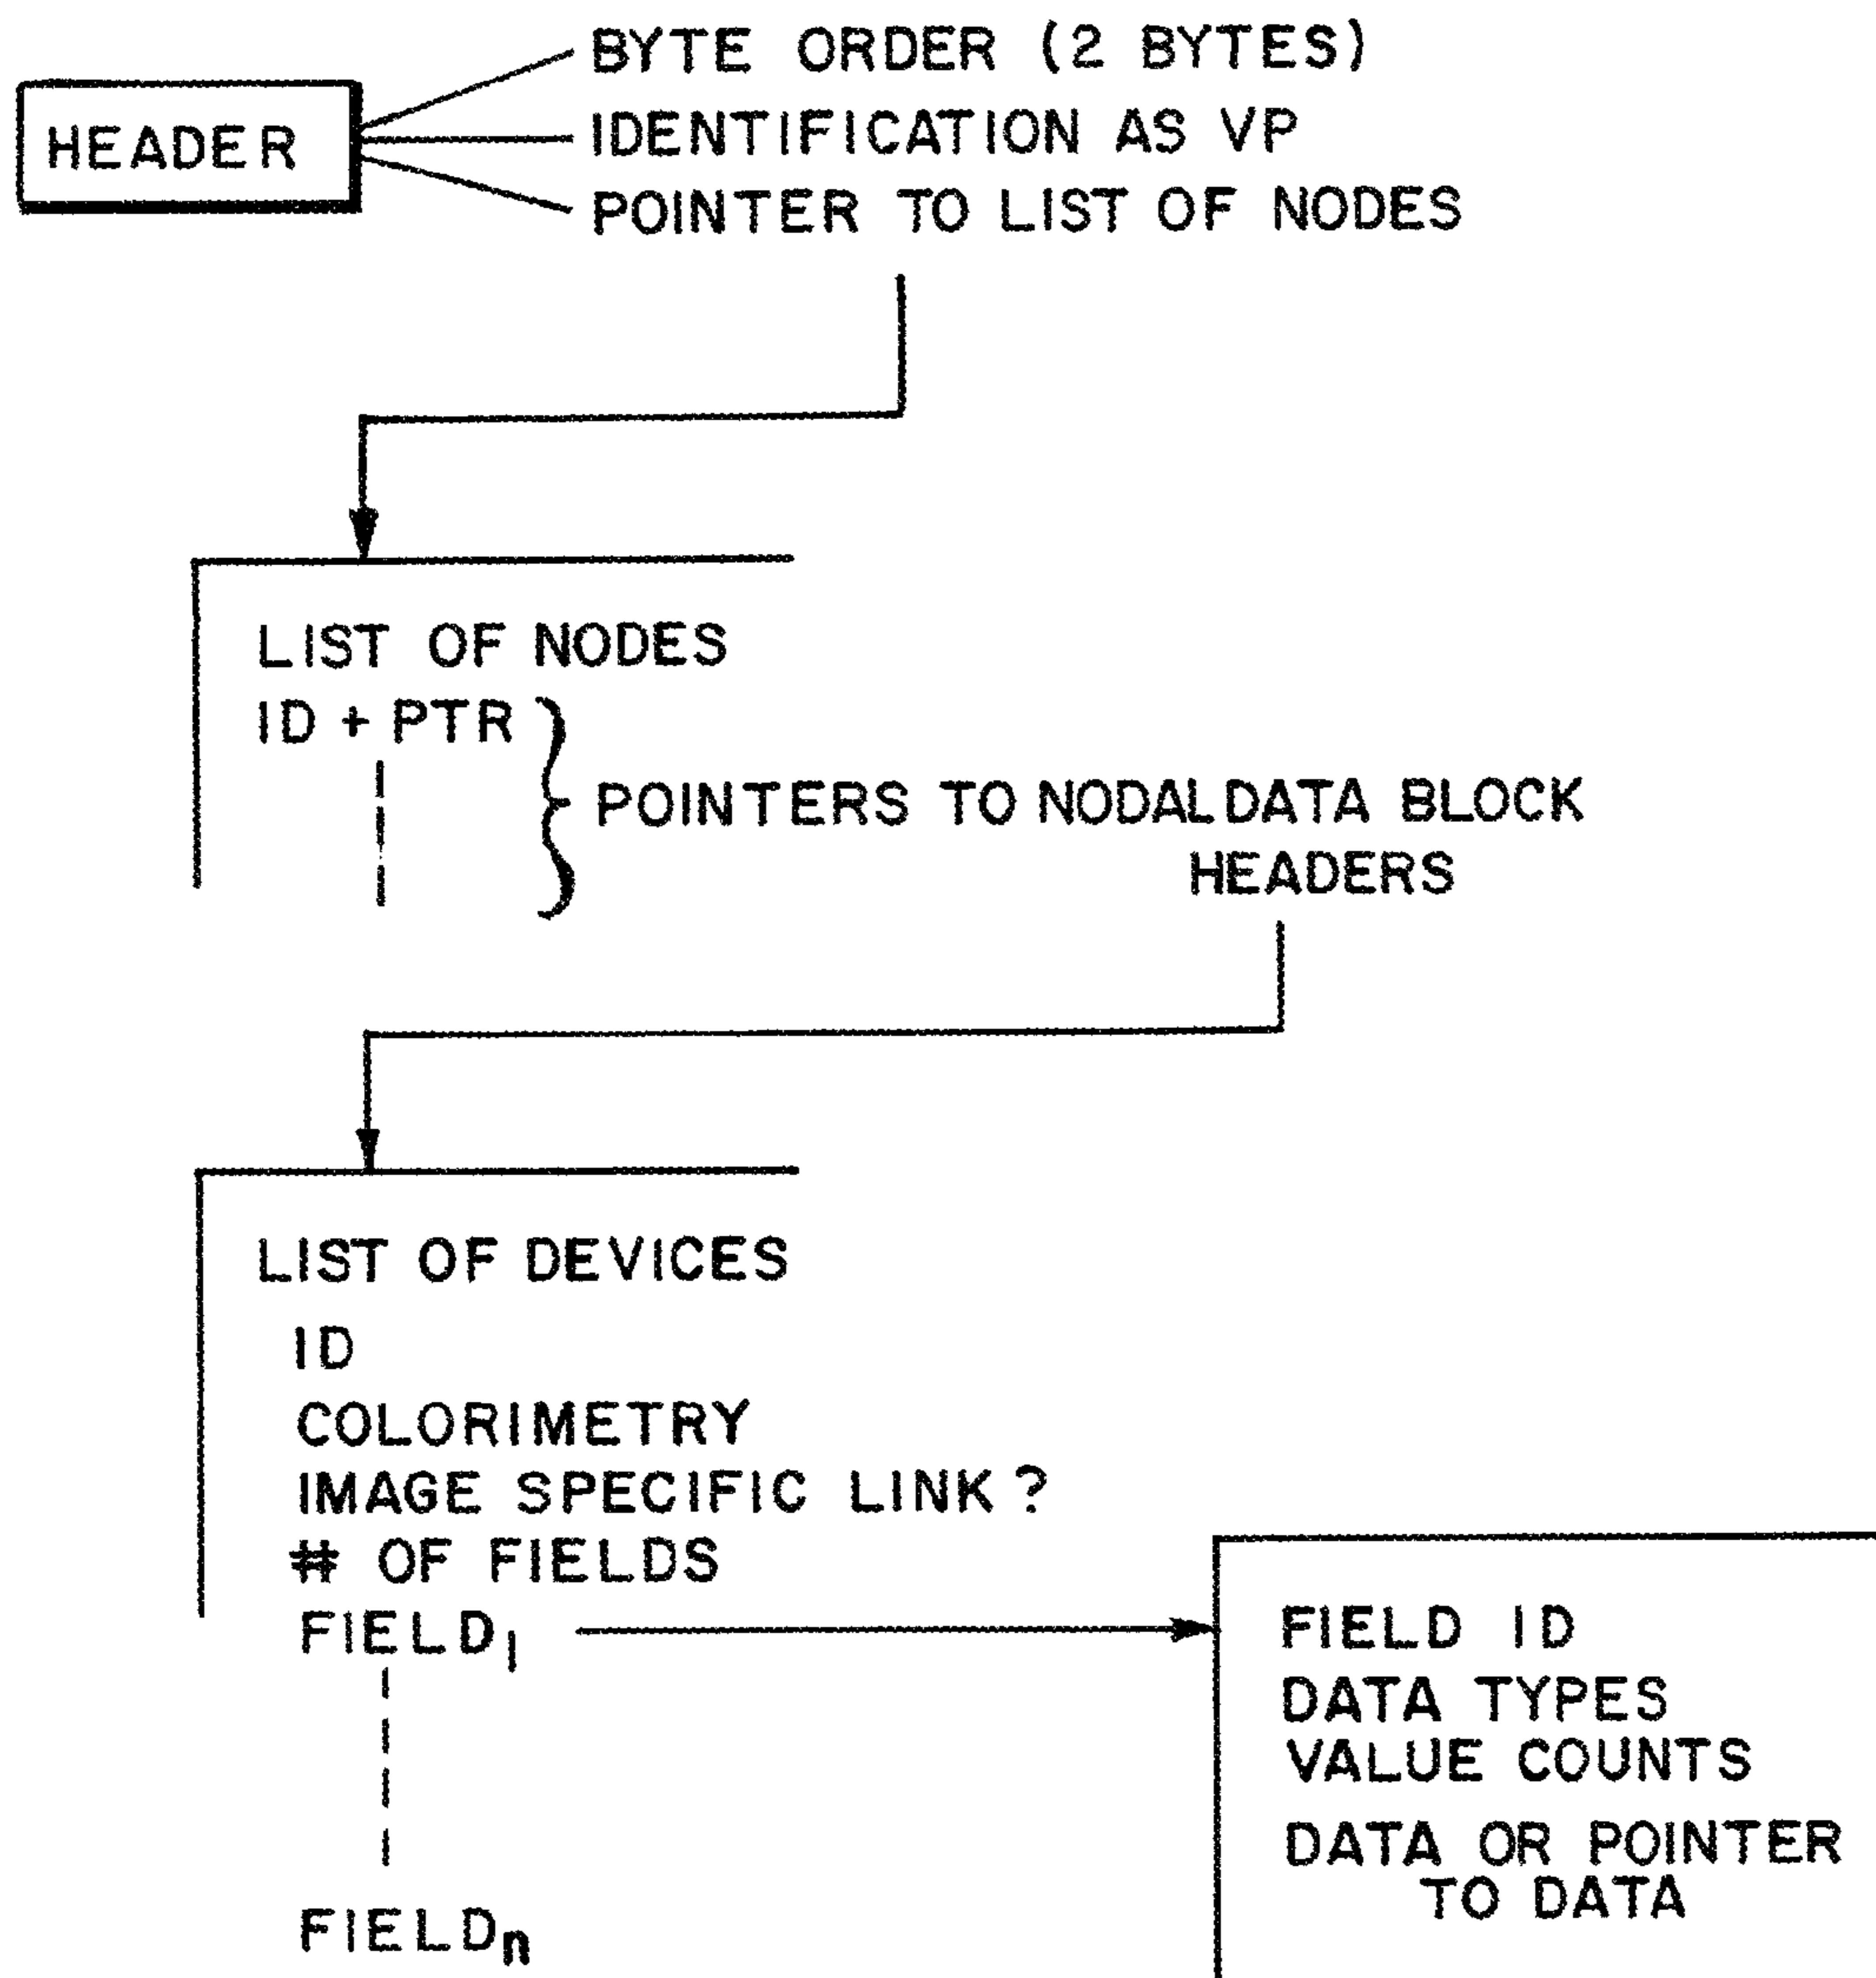 HEADER
BYTE ORDER (2 BYTES)
IDENTIFICATION AS VP
POINTER TO LIST OF NODES
LIST OF NODES
ID + PTR
POINTERS TO NODAL DATA BLOCK
HEADERS
LIST OF DEVICES
ID
COLORIMETRY
IMAGE SPECIFIC LINK ?
# OF FIELDS
FIELD₁
FIELDₙ
FIELD ID
DATA TYPES
VALUE COUNTS
DATA OR POINTER
TO DATA